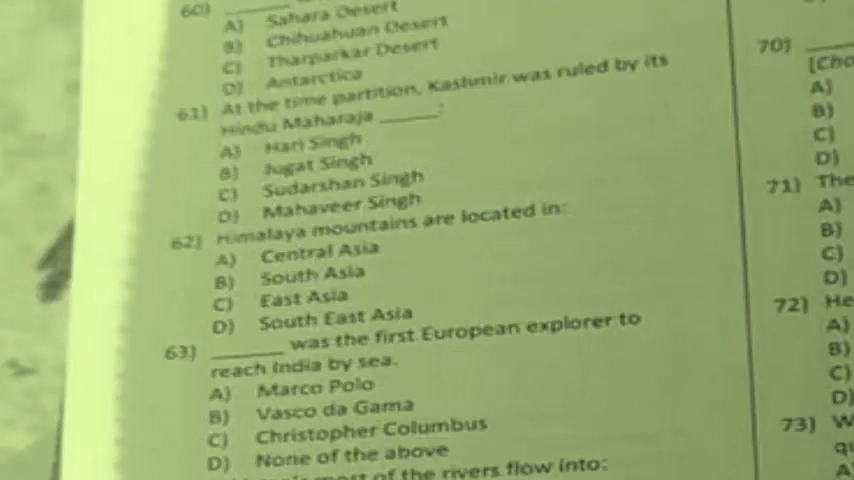 60) ______
A) Sahara Desert
B) Chihuahuan Desert
C) Tharparkar Desert
D) Antarctica
61) At the time partition, Kashmir was ruled by its
Hindu Maharaja ______:
A) Hari Singh
B) Jugat Singh
C) Sudarshan Singh
D) Mahaveer Singh
62) Himalaya mountains are located in:
A) Central Asia
B) South Asia
C) East Asia
D) South East Asia
63) ______ was the first European explorer to
reach India by sea.
A) Marco Polo
B) Vasco da Gama
C) Christopher Columbus
D) None of the above
most of the rivers flow into:
70) ____
[Cho
A)
B)
C)
D)
71) The
A)
B)
C)
D)
72) He
A)
B)
C)
D)
73) W
qu
A